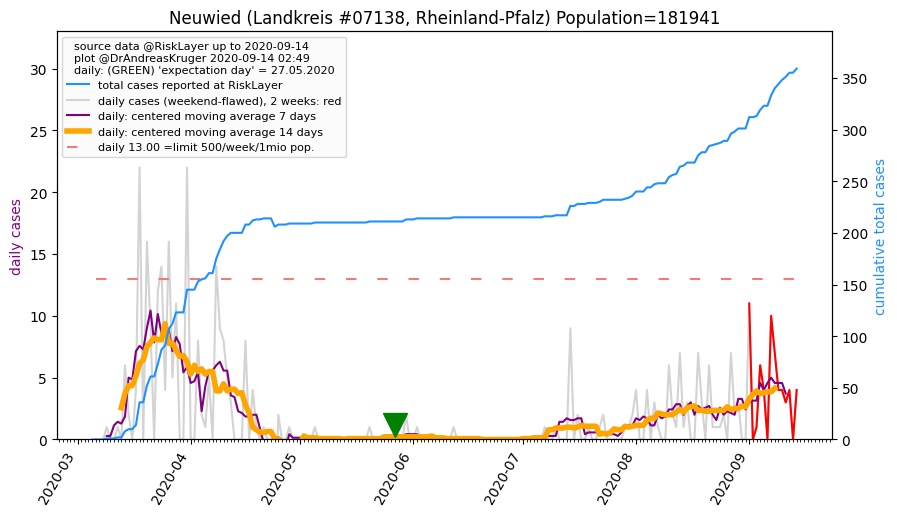 Neuwied (Landkreis #07138, Rheinland-Pfalz) Population=181941
source data @RiskLayer up to 2020-09-14
plot @DrAndreasKruger 2020-09-14 02:49
daily: (GREEN) 'expectation day' = 27.05.2020
total cases reported at RiskLayer
daily cases (weekend-flawed), 2 weeks: red
daily: centered moving average 7 days
daily: centered moving average 14 days
daily 13.00 =limit 500/week/1mio pop.
daily cases
30
25
20
15
10
5
0
cumulative total cases
350
300
250
200
150
100
50
0
2020-03
2020-04
2020-05
2020-06
2020-07
2020-08
2020-09